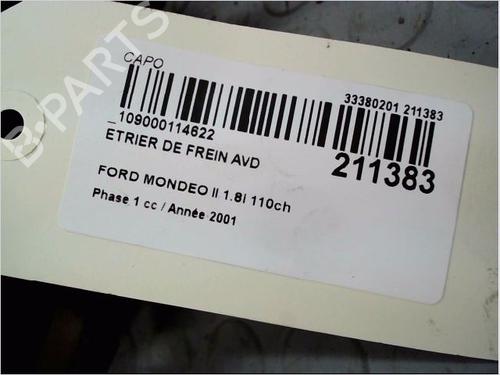 B-PARTS
CAPO
33380201 211383
_109000114622
211383
ETRIER DE FREIN AVD
FORD MONDEO II 1.8i 110ch
Phase 1 cc / Année 2001